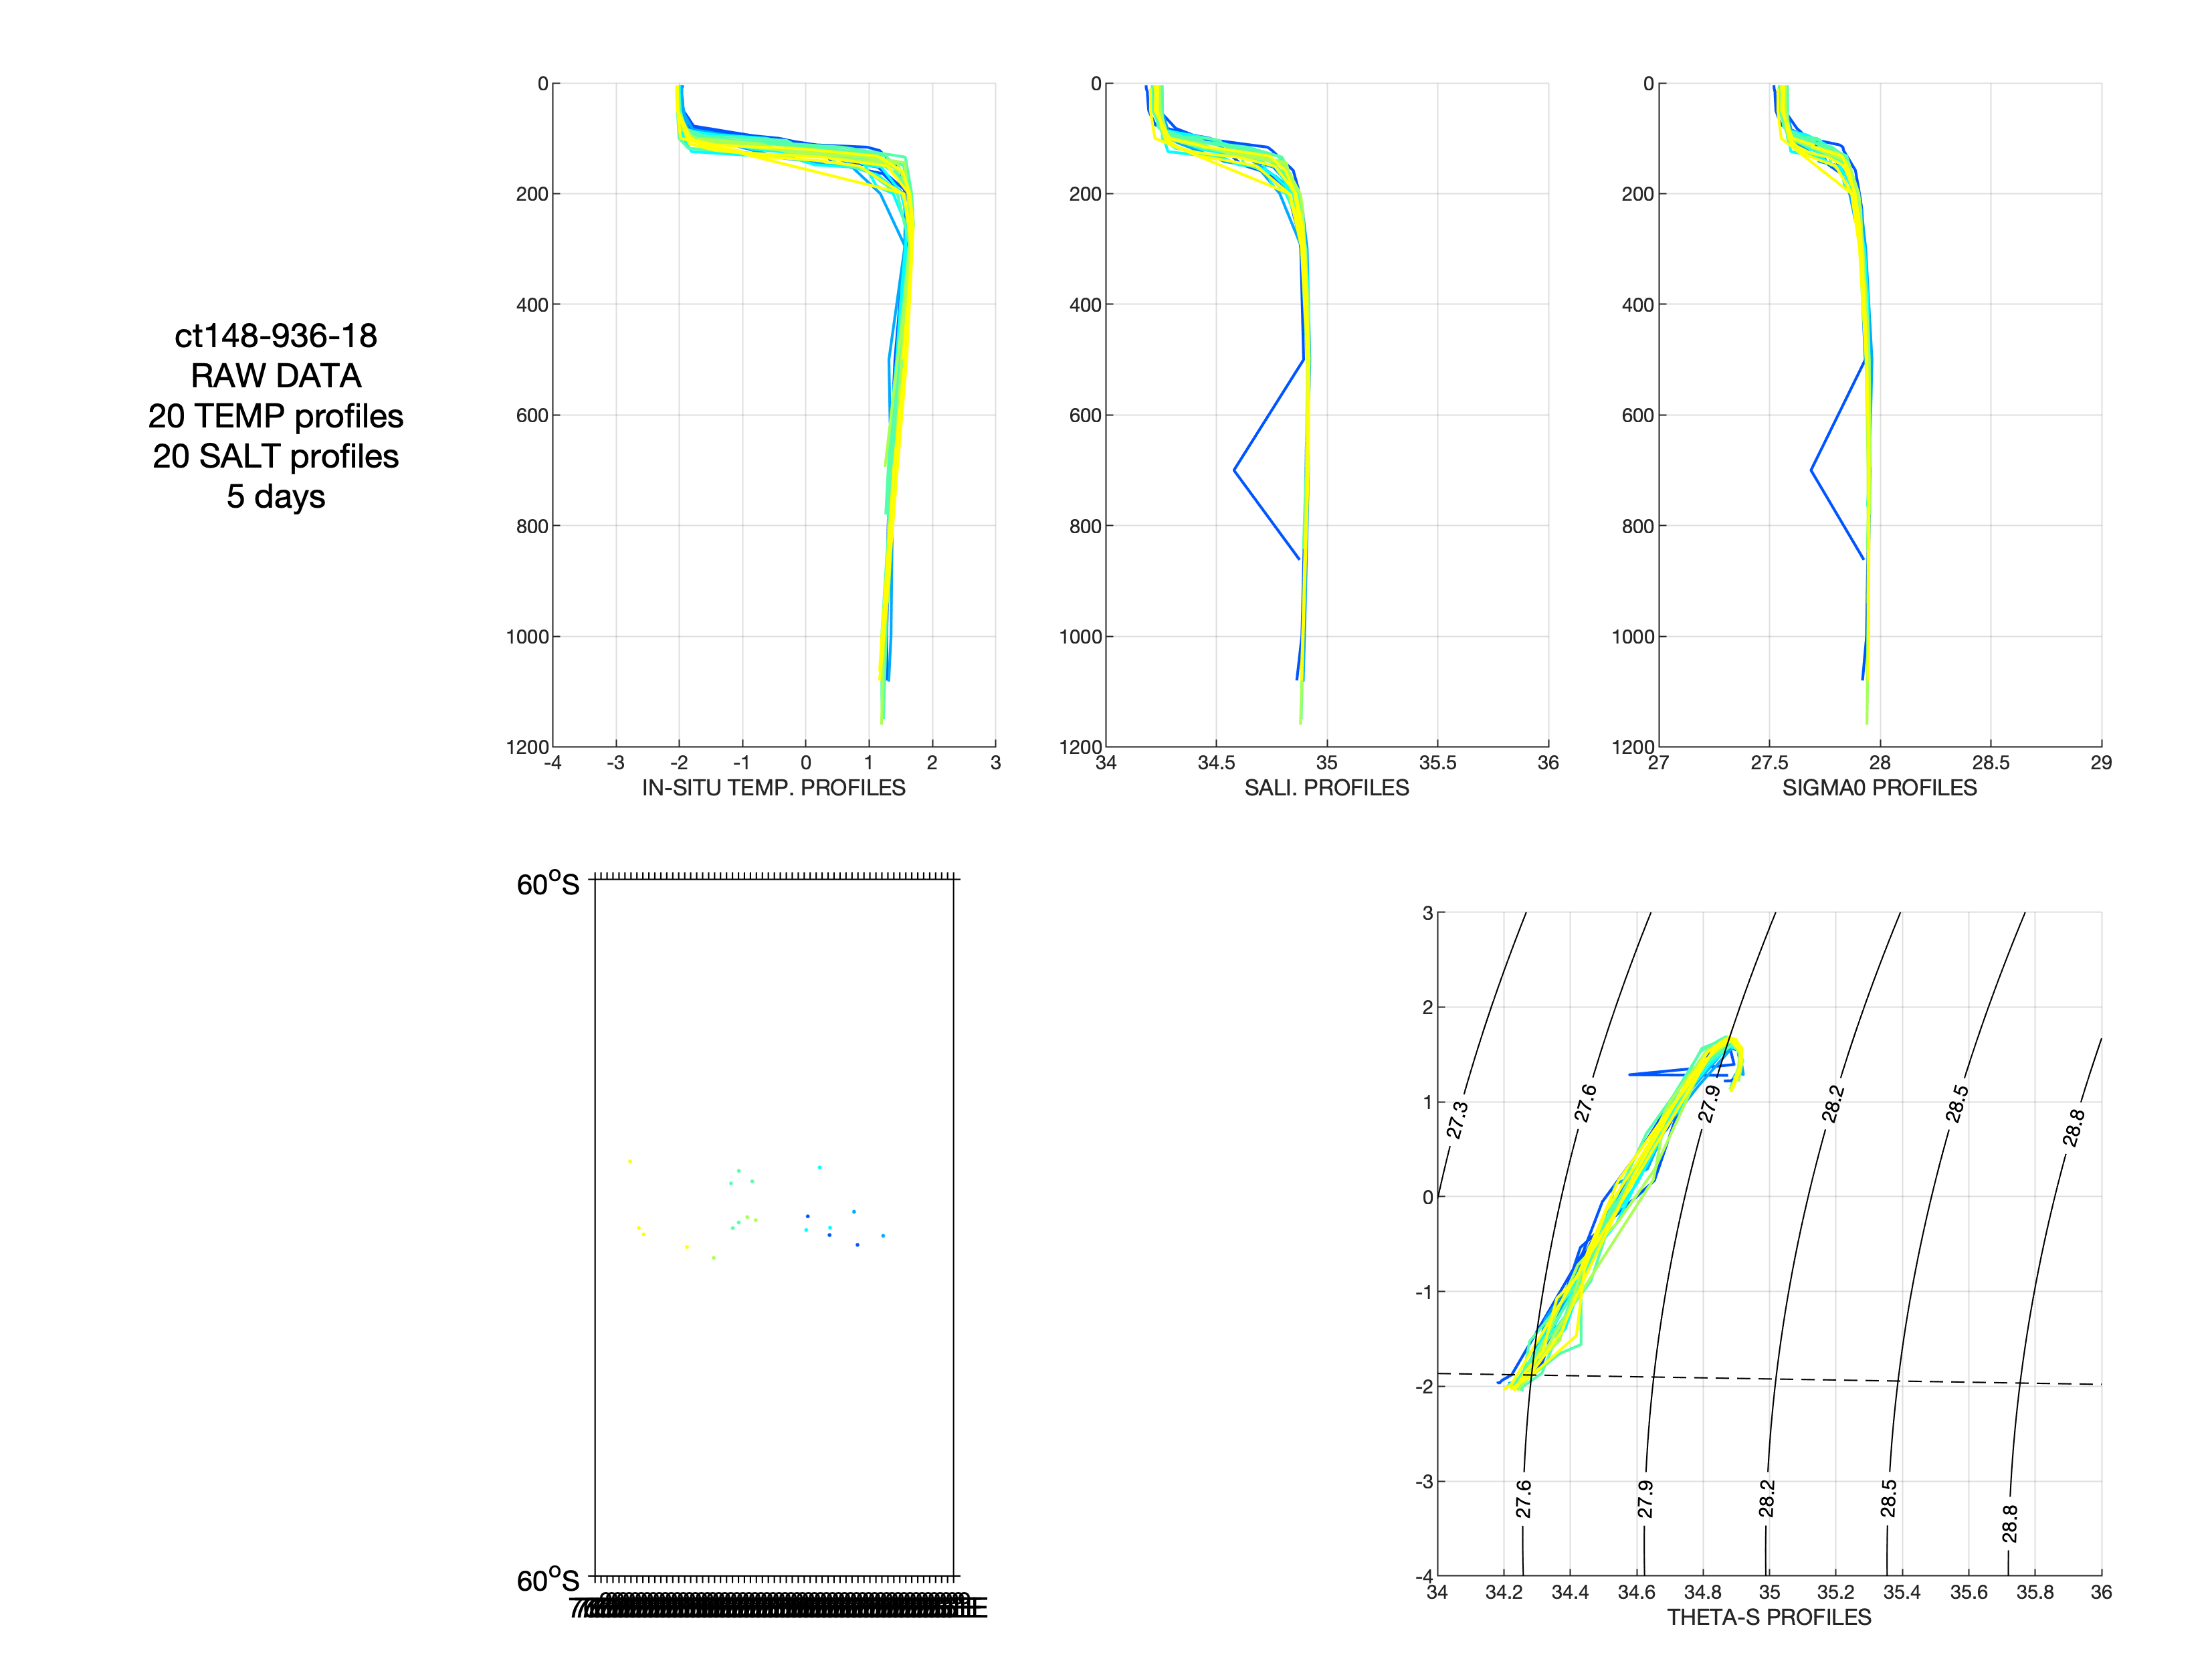 ct148-936-18
RAW DATA
20 TEMP profiles
20 SALT profiles
5 days
0
200
400
600
800
1000
1200
-4 -3 -2 -1 0 1 2 3
IN-SITU TEMP. PROFILES
0
200
400
600
800
1000
1200
34 34.5 35 35.5 36
SALI. PROFILES
0
200
400
600
800
1000
1200
27 27.5 28 28.5 29
SIGMA0 PROFILES
60°S
60°S
3
2
1
0
-1
-2
-3
-4
27.3
27.6
27.9
28.2
28.5
28.8
27.6
27.9
28.2
28.5
28.8
34 34.2 34.4 34.6 34.8 35 35.2 35.4 35.6 35.8 36
THETA-S PROFILES